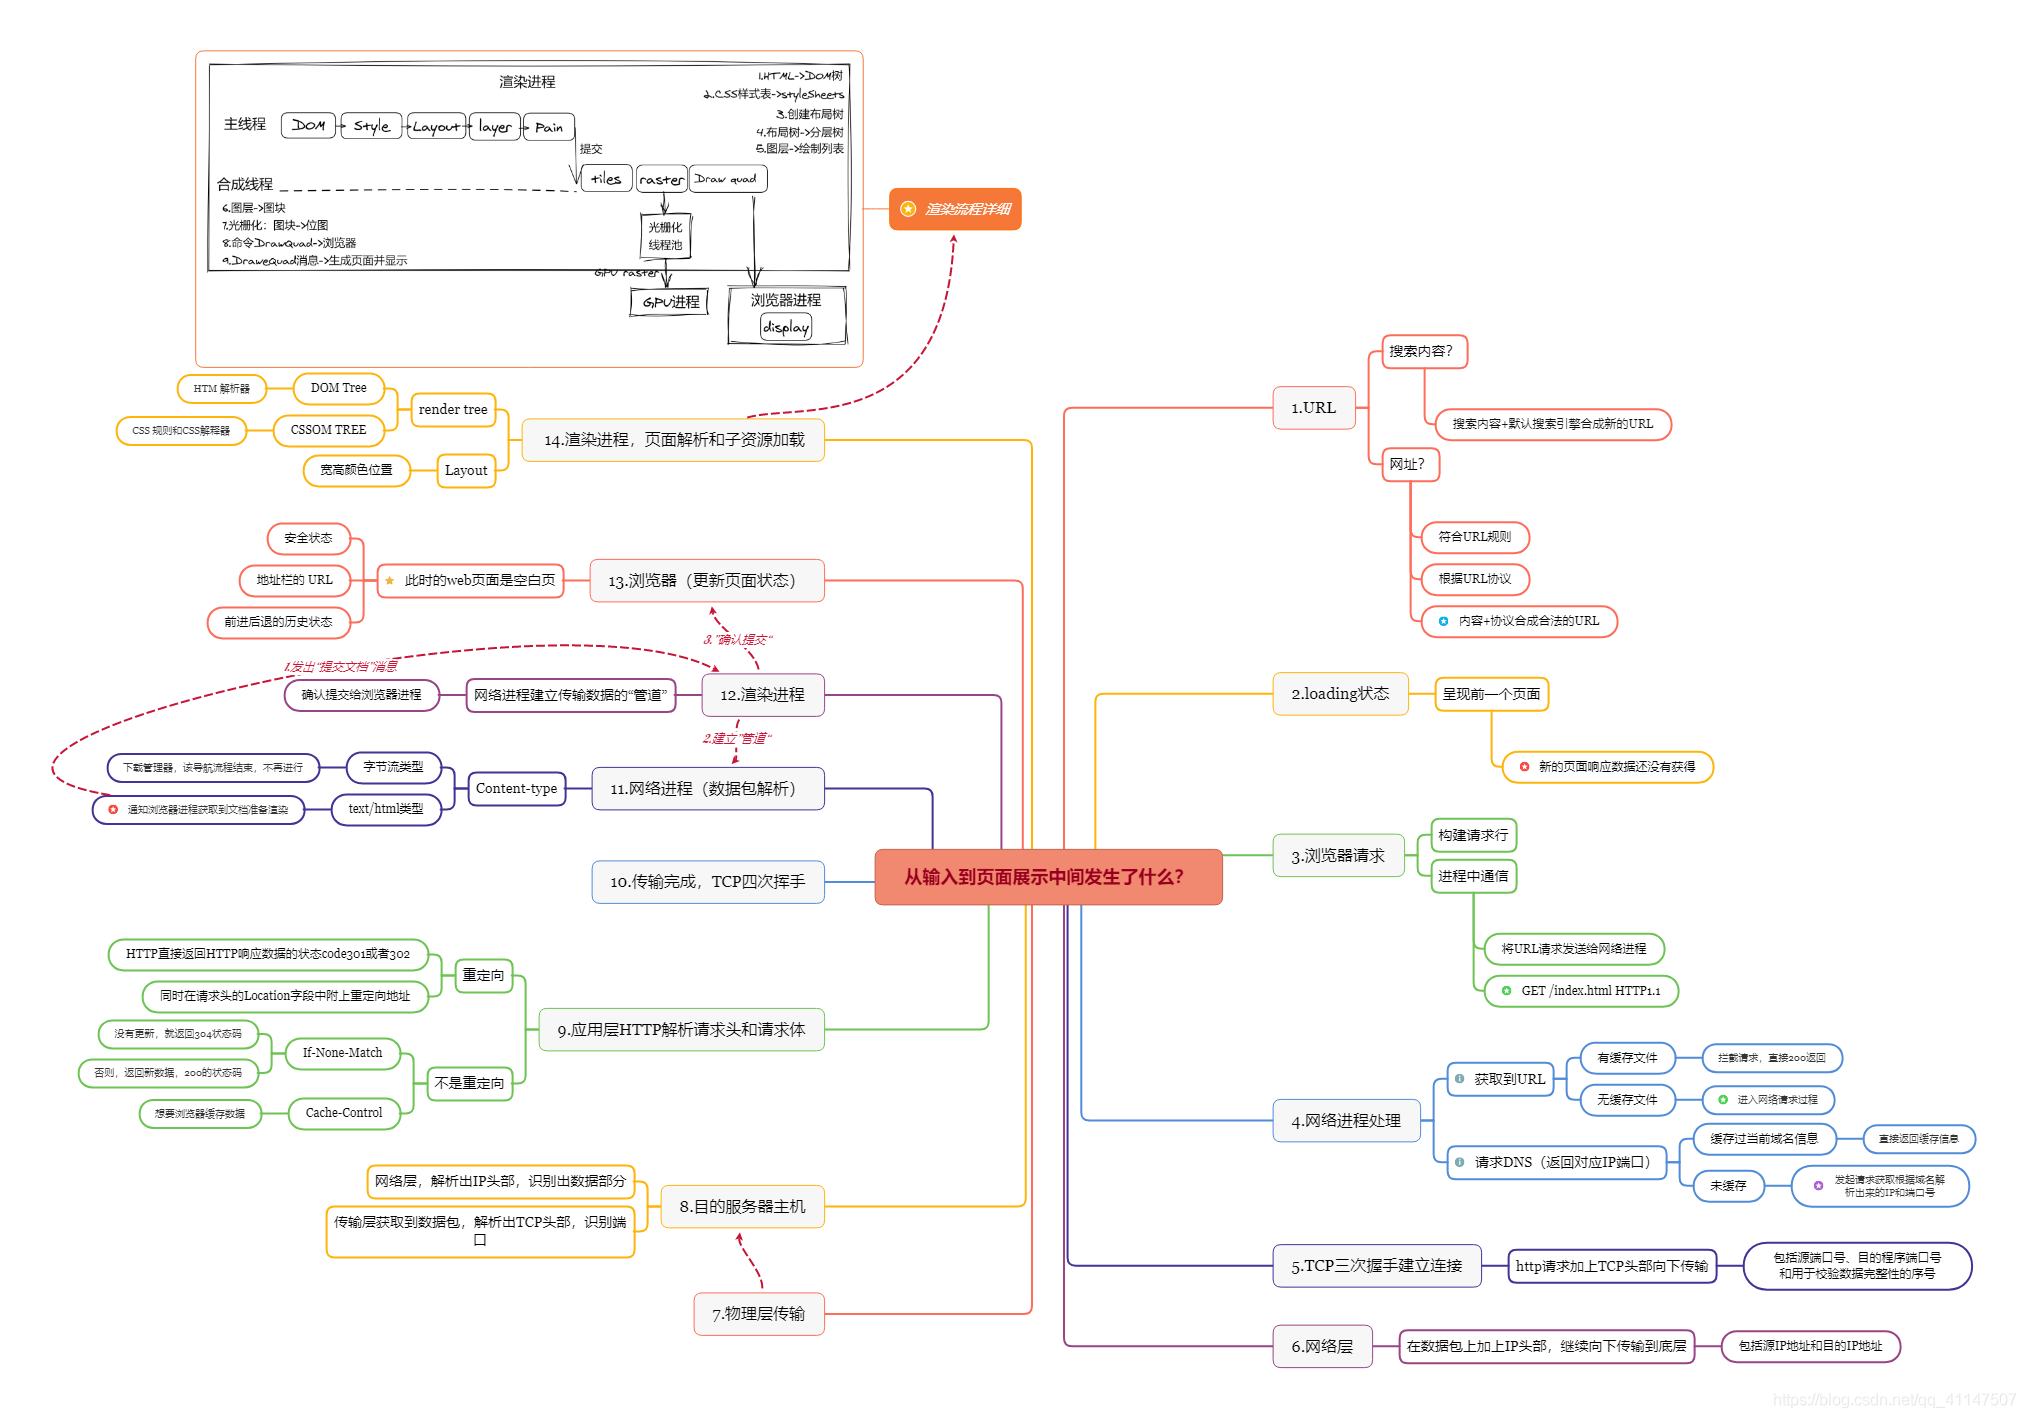 渲染进程
1.HTML->DOM树
2.CSS样式表->styleSheets
3.创建布局树
4.布局树->分层树
5.图层->绘制列表
主线程
DOM
Style
Layout
layer
Pain
提交
合成线程
tiles
raster
Draw quad
6.图层->图块
7.光栅化：图块->位图
8.命令DrawQuad->浏览器
9.DraweQuad消息->生成页面并显示
光栅化
线程池
GPU raster
GPU进程
浏览器进程
display
渲染流程详细
14.渲染进程，页面解析和子资源加载
render tree
DOM Tree
HTM 解析器
CSSOM TREE
CSS 规则和CSS解释器
Layout
宽高颜色位置
13.浏览器（更新页面状态）
此时的web页面是空白页
安全状态
地址栏的 URL
前进后退的历史状态
3.”确认提交“
1.发出“提交文档”消息
12.渲染进程
网络进程建立传输数据的“管道”
确认提交给浏览器进程
2.建立”管道“
11.网络进程（数据包解析）
Content-type
字节流类型
下载管理器，该导航流程结束，不再进行
text/html类型
通知浏览器进程获取到文档准备渲染
10.传输完成，TCP四次挥手
从输入到页面展示中间发生了什么？
9.应用层HTTP解析请求头和请求体
重定向
HTTP直接返回HTTP响应数据的状态code301或者302
同时在请求头的Location字段中附上重定向地址
不是重定向
If-None-Match
没有更新，就返回304状态码
否则，返回新数据，200的状态码
Cache-Control
想要浏览器缓存数据
8.目的服务器主机
网络层，解析出IP头部，识别出数据部分
传输层获取到数据包，解析出TCP头部，识别端
口
7.物理层传输
1.URL
搜索内容？
搜索内容+默认搜索引擎合成新的URL
网址？
符合URL规则
根据URL协议
内容+协议合成合法的URL
2.loading状态
呈现前一个页面
新的页面响应数据还没有获得
3.浏览器请求
构建请求行
进程中通信
将URL请求发送给网络进程
GET /index.html HTTP1.1
4.网络进程处理
获取到URL
有缓存文件
拦截请求，直接200返回
无缓存文件
进入网络请求过程
请求DNS（返回对应IP端口）
缓存过当前域名信息
直接返回缓存信息
未缓存
发起请求获取根据域名解
析出来的IP和端口号
5.TCP三次握手建立连接
http请求加上TCP头部向下传输
包括源端口号、目的程序端口号
和用于校验数据完整性的序号
6.网络层
在数据包上加上IP头部，继续向下传输到底层
包括源IP地址和目的IP地址
https://blog.csdn.net/qq_41147507